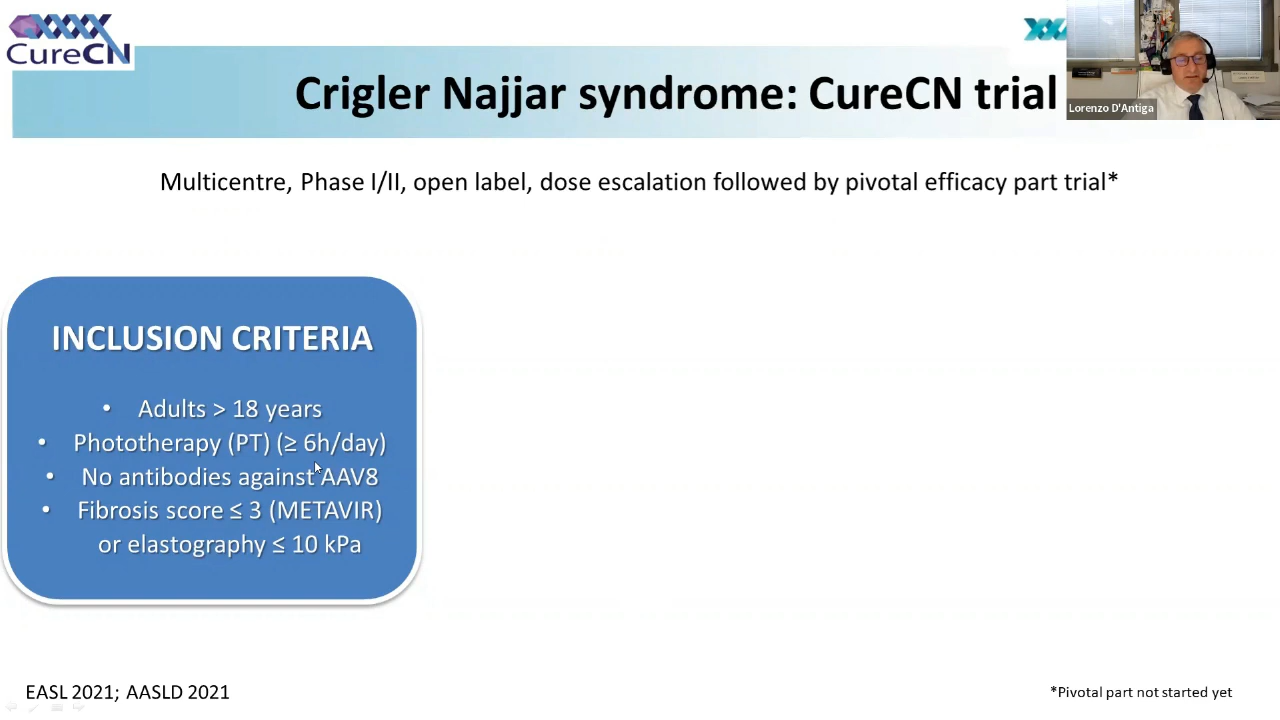 CureCN
Crigler Najjar syndrome: CureCN trial
Lorenzo D'Antiga
Multicentre, Phase I/II, open label, dose escalation followed by pivotal efficacy part trial*
INCLUSION CRITERIA
• Adults > 18 years
• Phototherapy (PT) (≥ 6h/day)
• No antibodies against AAV8
• Fibrosis score ≤ 3 (METAVIR)
or elastography ≤ 10 kPa
EASL 2021; AASLD 2021
*Pivotal part not started yet